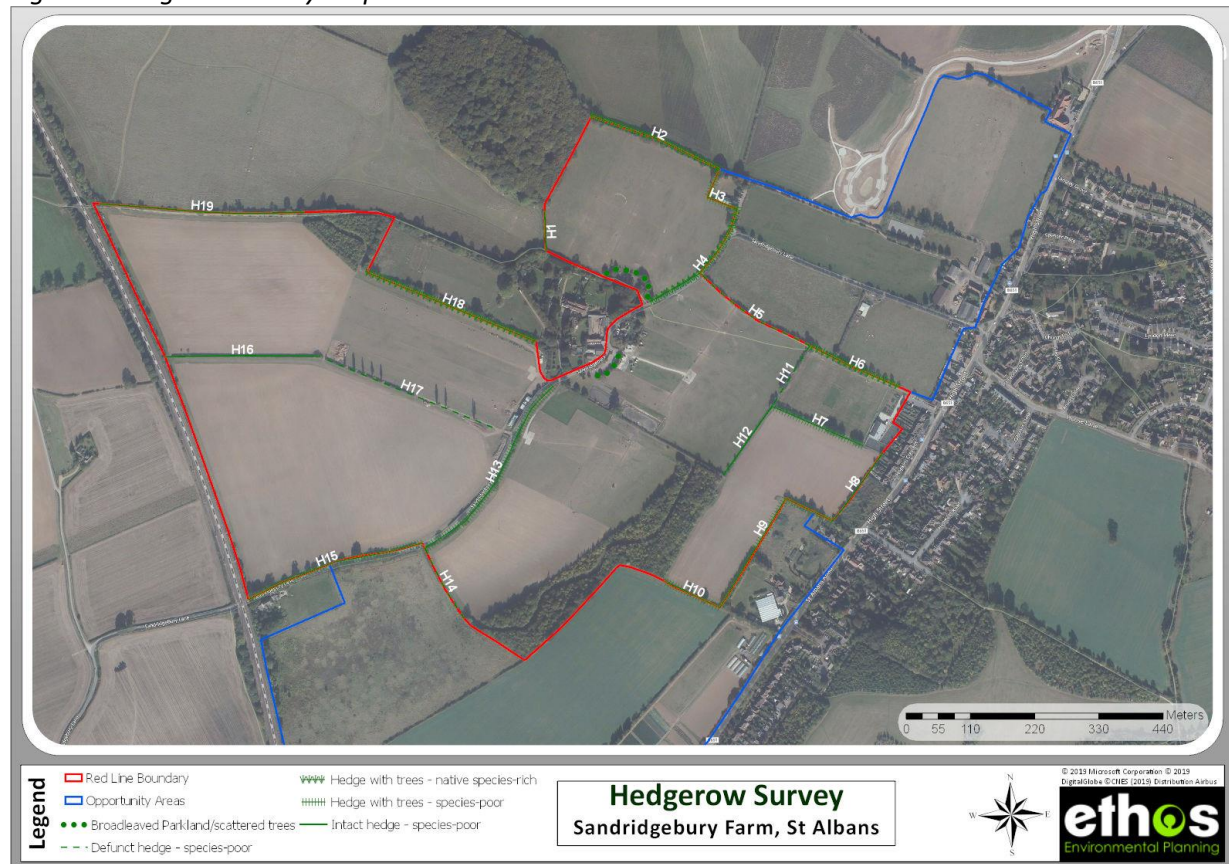 H2
H3
H19
H1
H4
H18
H5
H16
H6
H11
H17
H7
H12
H13
H8
H9
H15
H14
H10
Meters
0 55 110 220 330 440
Legend
Red Line Boundary
Opportunity Areas
Broadleaved Parkland/scattered trees
Defunct hedge - species-poor
Hedge with trees - native species-rich
Hedge with trees - species-poor
Intact hedge - species-poor
Hedgerow Survey
Sandridgebury Farm, St Albans
N
W E
S
© 2019 Microsoft Corporation © 2019
DigitalGlobe ©CNES (2019) Distribution Airbus
ethos
Environmental Planning